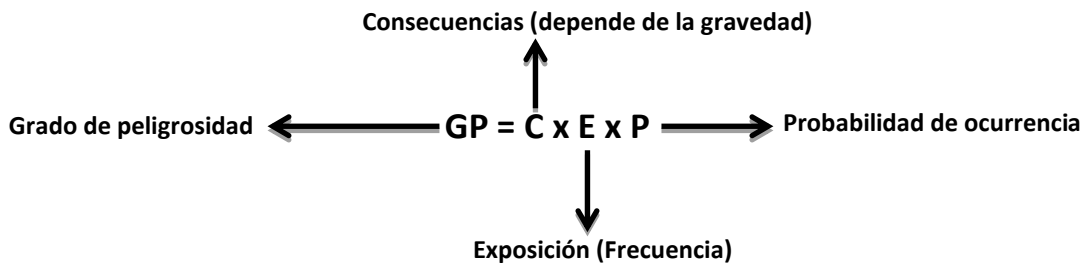 Consecuencias (depende de la gravedad)
Grado de peligrosidad
GP = C x E x P
Probabilidad de ocurrencia
Exposición (Frecuencia)